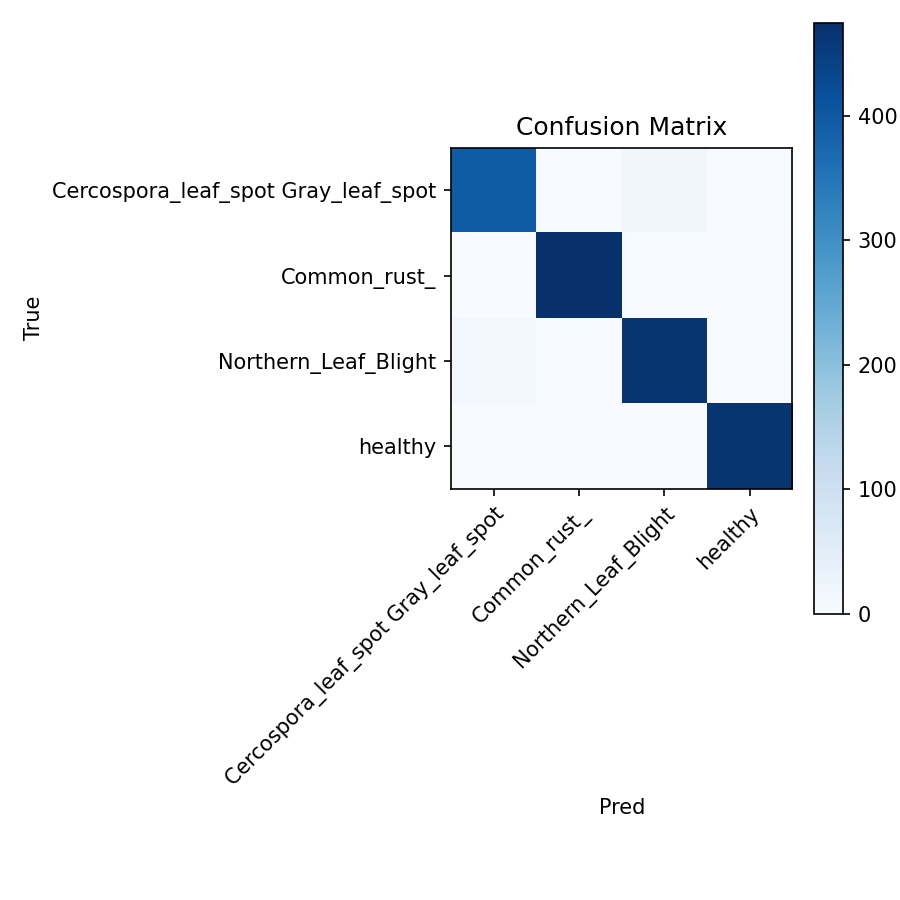 Confusion Matrix
True
Cercospora_leaf_spot Gray_leaf_spot
Common_rust_
Northern_Leaf_Blight
healthy
Cercospora_leaf_spot Gray_leaf_spot
Common_rust_
Northern_Leaf_Blight
healthy
Pred
400
300
200
100
0